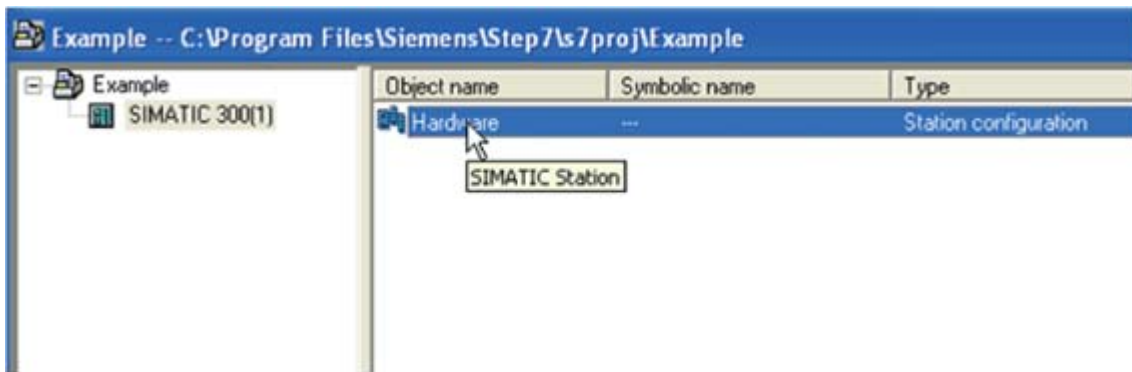 Example -- C:\Program Files\Siemens\Step7\s7proj\Example
Example
SIMATIC 300(1)
Object name Symbolic name Type
Hardware --- Station configuration
SIMATIC Station